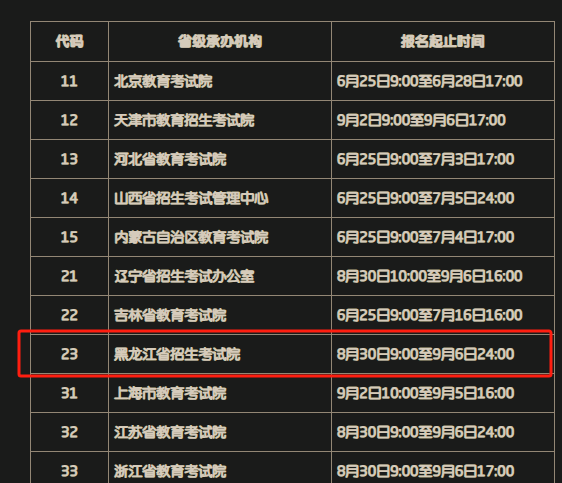 代码 省级承办机构 报名起止时间
11 北京教育考试院 6月25日9:00至6月28日17:00
12 天津市教育招生考试院 9月2日9:00至9月6日17:00
13 河北省教育考试院 6月25日9:00至7月3日17:00
14 山西省招生考试管理中心 6月25日9:00至7月5日24:00
15 内蒙古自治区教育考试院 6月25日9:00至7月4日17:00
21 辽宁省招生考试办公室 8月30日10:00至9月6日16:00
22 吉林省教育考试院 6月25日9:00至7月16日16:00
23 黑龙江省招生考试院 8月30日9:00至9月6日24:00
31 上海市教育考试院 9月2日10:00至9月5日16:00
32 江苏省教育考试院 8月30日9:00至9月6日24:00
33 浙江省教育考试院 8月30日9:00至9月6日17:00